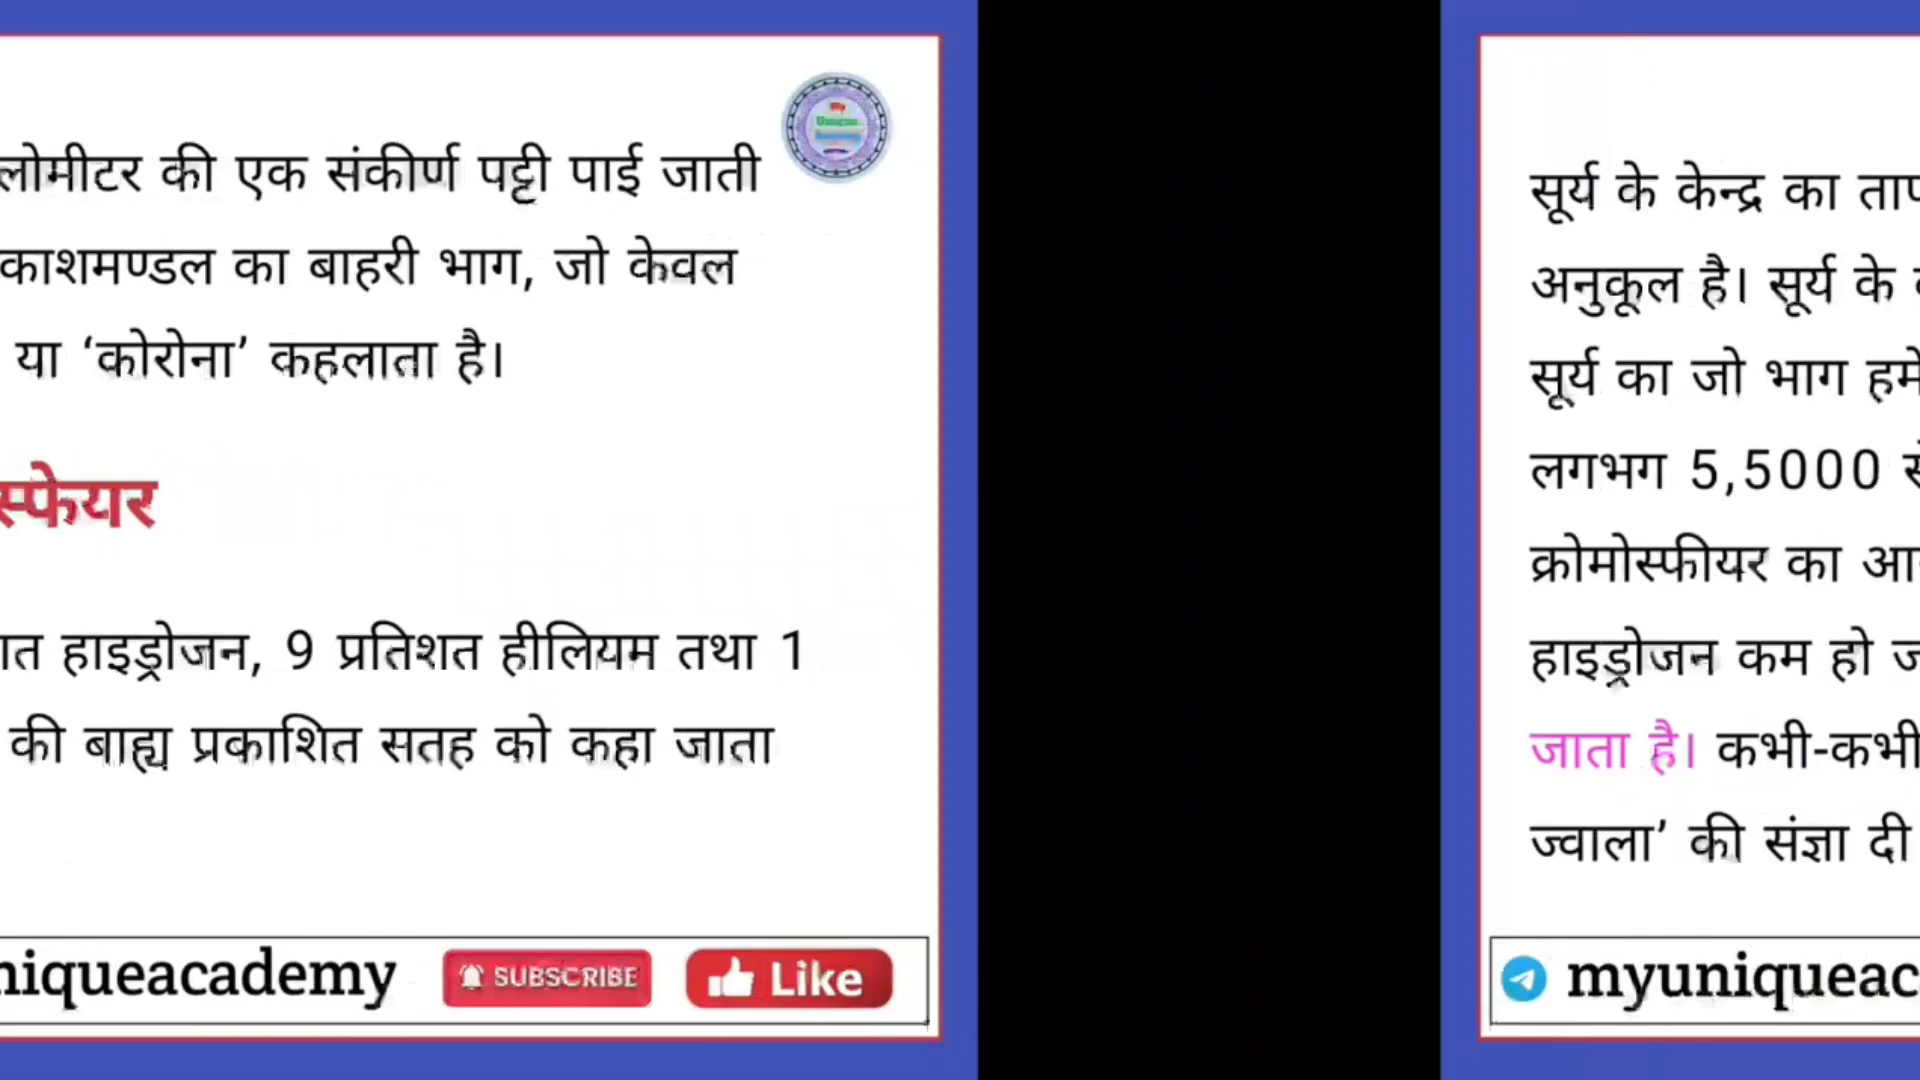 लोमीटर की एक संकीर्ण पट्टी पाई जाती
काशमण्डल का बाहरी भाग, जो केवल
या ‘कोरोना’ कहलाता है।
स्फेयर
ात हाइड्रोजन, 9 प्रतिशत हीलियम तथा 1
की बाह्य प्रकाशित सतह को कहा जाता
niqueacademy SUBSCRIBE Like
सूर्य के केन्द्र का ताप
अनुकूल है। सूर्य के
सूर्य का जो भाग हमे
लगभग 5,5000 से
क्रोमोस्फीयर का आ
हाइड्रोजन कम हो ज
जाता है। कभी-कभी
ज्वाला’ की संज्ञा दी
myuniqueac